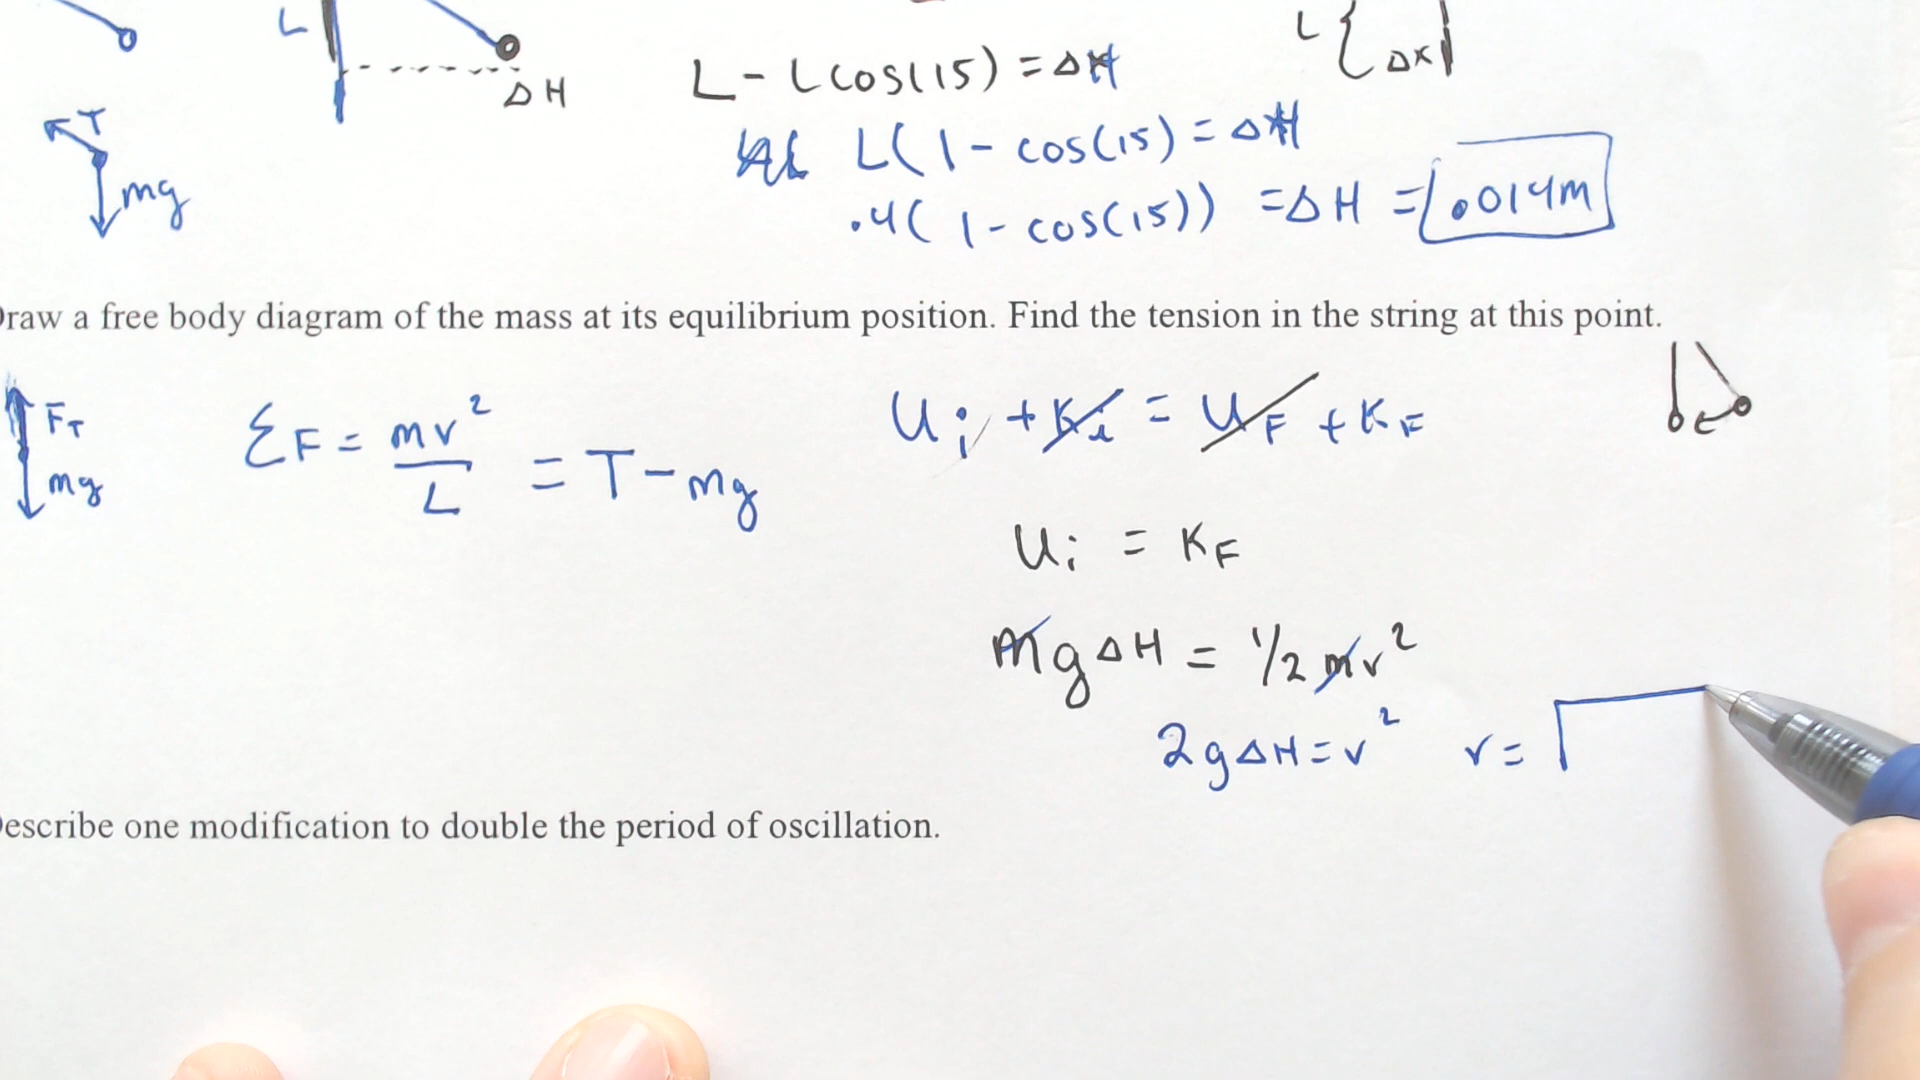 L
ΔH
T
mg
L - Lcos(15) = ΔH
L { Δx
L(1 - cos(15) = ΔH
.4(1 - cos(15)) = ΔH = .014m
raw a free body diagram of the mass at its equilibrium position. Find the tension in the string at this point.
F_T
mg
ΣF = mv²/L = T - mg
U_i + K_i = U_F + K_F
U_i = K_F
mgΔH = 1/2 mv²
2gΔH = v² v = √
escribe one modification to double the period of oscillation.